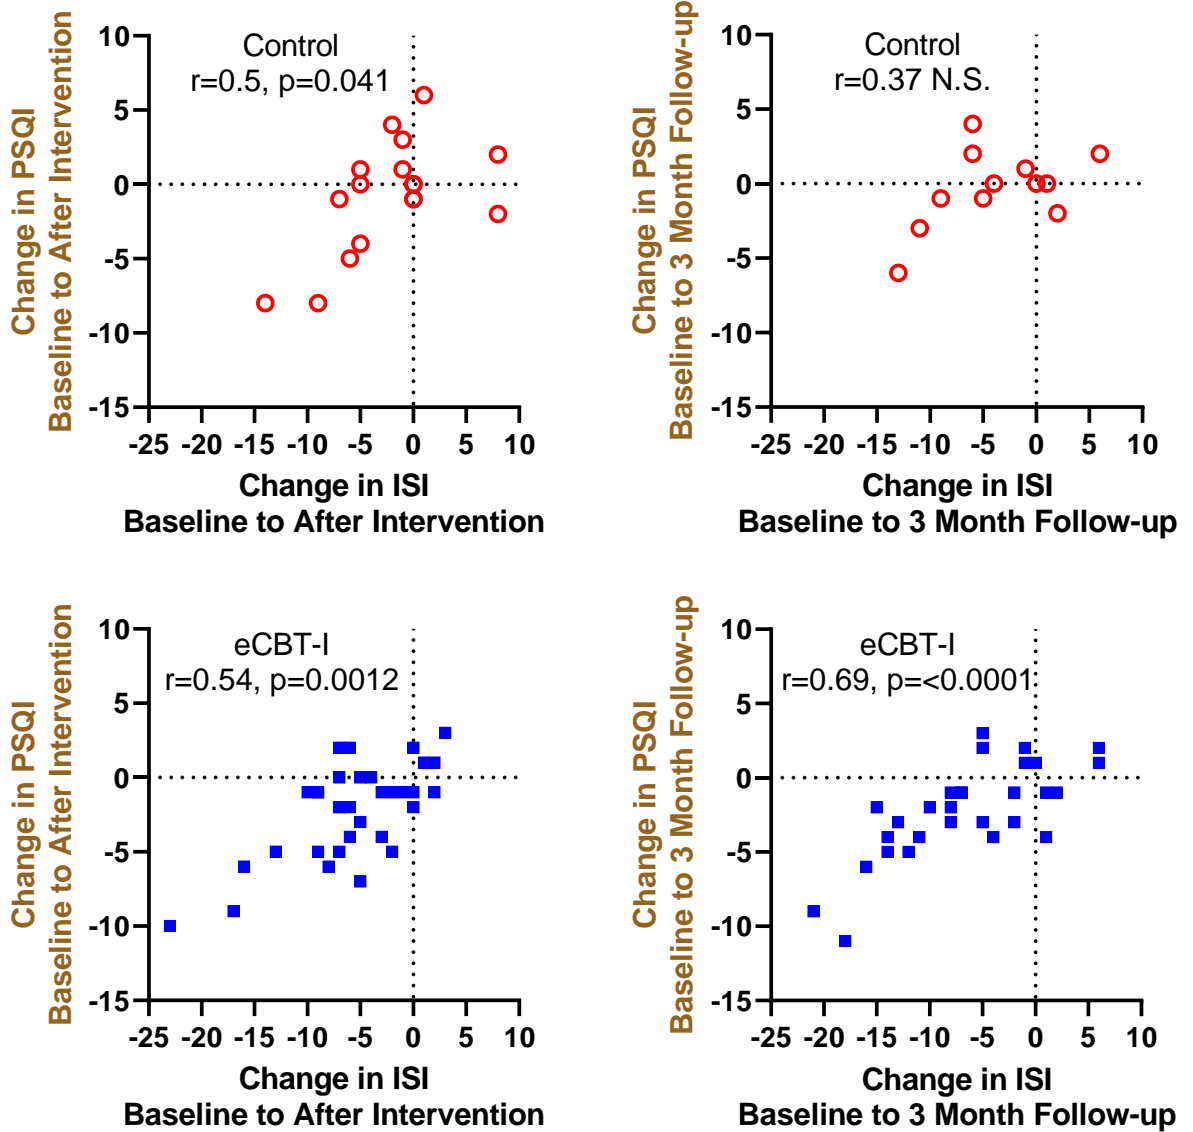 Control
r=0.5, p=0.041
Change in PSQI
Baseline to After Intervention
10
5
0
-5
-10
-15
-25 -20 -15 -10 -5 0 5 10
Change in ISI
Baseline to After Intervention
Control
r=0.37 N.S.
Change in PSQI
Baseline to 3 Month Follow-up
10
5
0
-5
-10
-15
-25 -20 -15 -10 -5 0 5 10
Change in ISI
Baseline to 3 Month Follow-up
eCBT-I
r=0.54, p=0.0012
Change in PSQI
Baseline to After Intervention
10
5
0
-5
-10
-15
-25 -20 -15 -10 -5 0 5 10
Change in ISI
Baseline to After Intervention
eCBT-I
r=0.69, p=<0.0001
Change in PSQI
Baseline to 3 Month Follow-up
10
5
0
-5
-10
-15
-25 -20 -15 -10 -5 0 5 10
Change in ISI
Baseline to 3 Month Follow-up